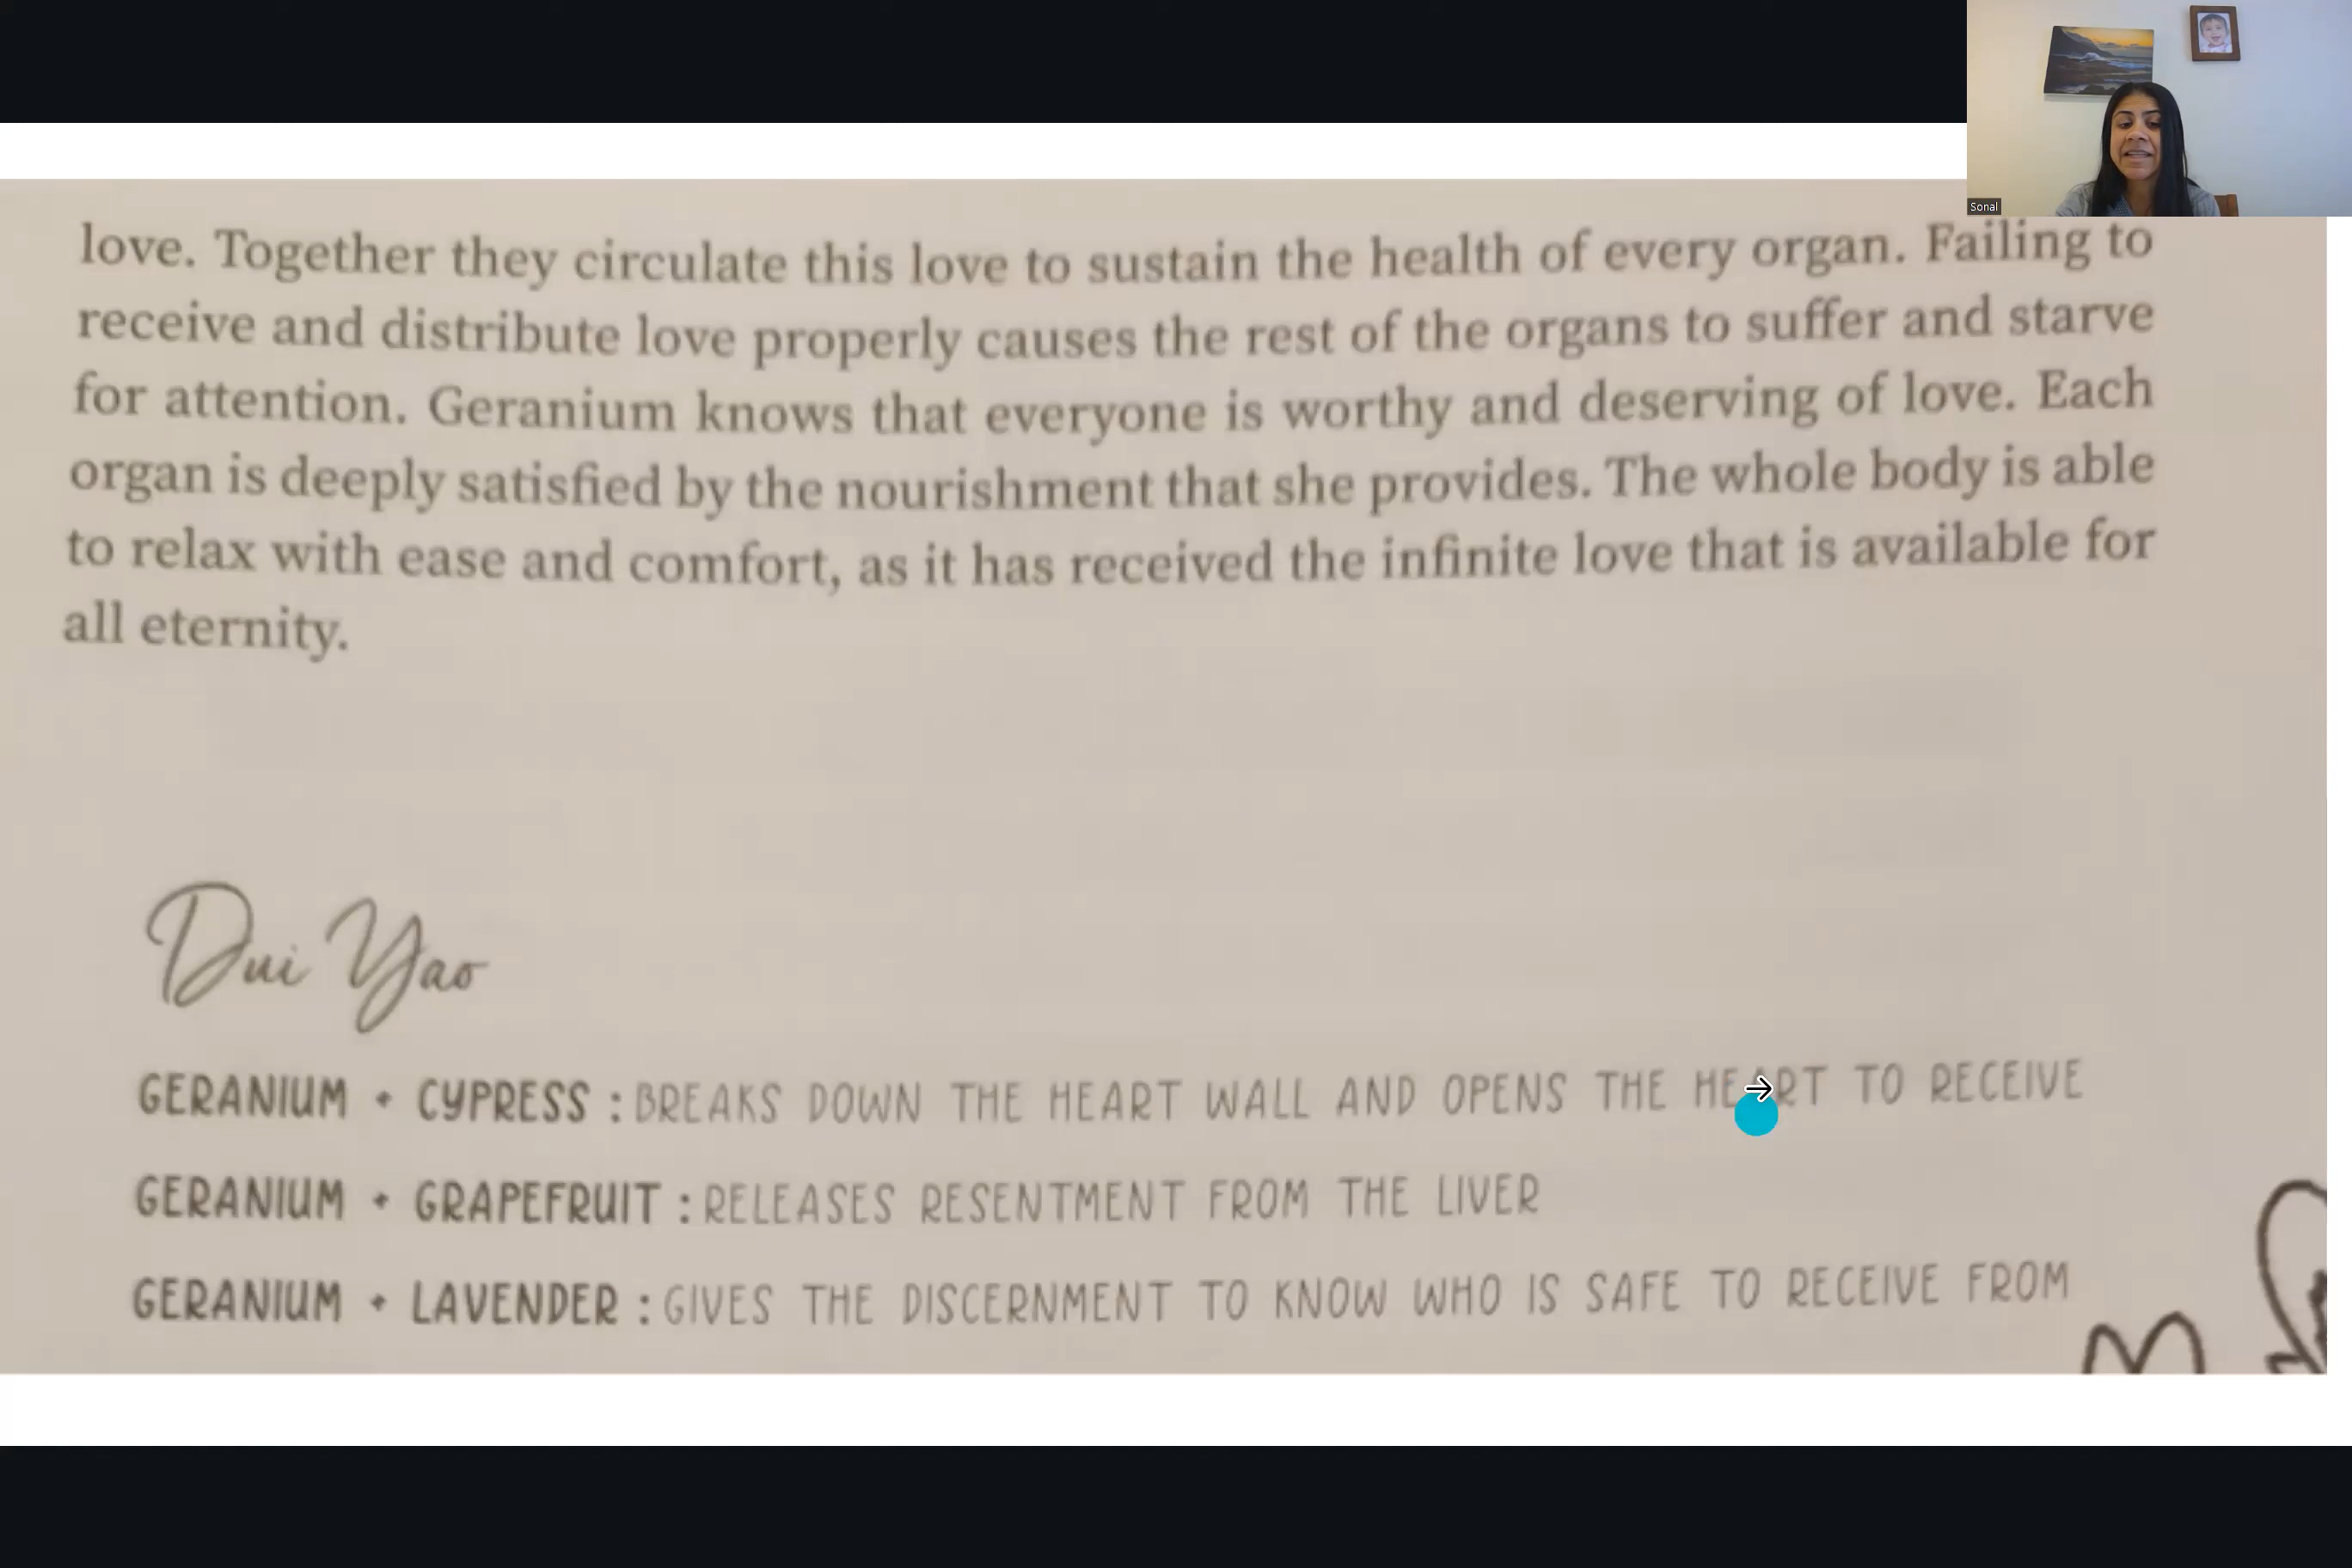 Sonal
love. Together they circulate this love to sustain the health of every organ. Failing to
receive and distribute love properly causes the rest of the organs to suffer and starve
for attention. Geranium knows that everyone is worthy and deserving of love. Each
organ is deeply satisfied by the nourishment that she provides. The whole body is able
to relax with ease and comfort, as it has received the infinite love that is available for
all eternity.
Dui Yao
GERANIUM + CYPRESS : BREAKS DOWN THE HEART WALL AND OPENS THE HEART TO RECEIVE
GERANIUM + GRAPEFRUIT : RELEASES RESENTMENT FROM THE LIVER
GERANIUM + LAVENDER : GIVES THE DISCERNMENT TO KNOW WHO IS SAFE TO RECEIVE FROM